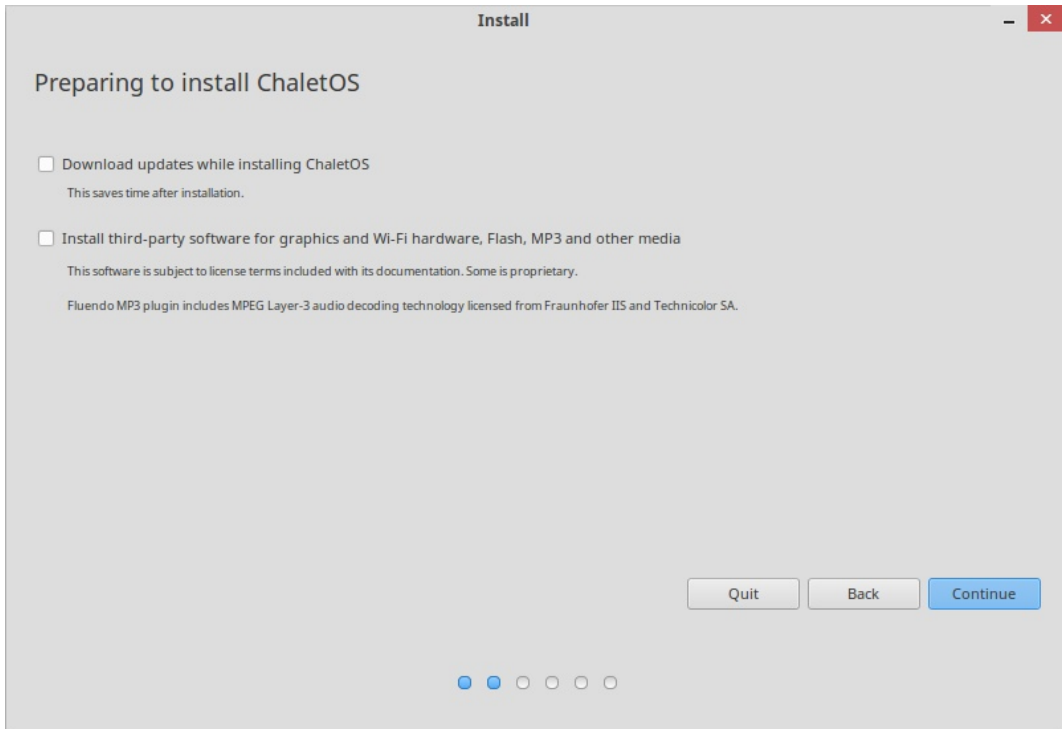 Install
Preparing to install ChaletOS
Download updates while installing ChaletOS
This saves time after installation.
Install third-party software for graphics and Wi-Fi hardware, Flash, MP3 and other media
This software is subject to license terms included with its documentation. Some is proprietary.
Fluendo MP3 plugin includes MPEG Layer-3 audio decoding technology licensed from Fraunhofer IIS and Technicolor SA.
Quit Back Continue